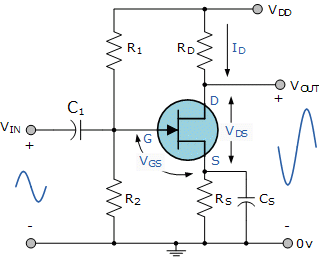 VDD
R1
RD
ID
VOUT
+
D
C1
VIN
+
G
VDS
VGS
S
R2
RS
CS
-
-
0v